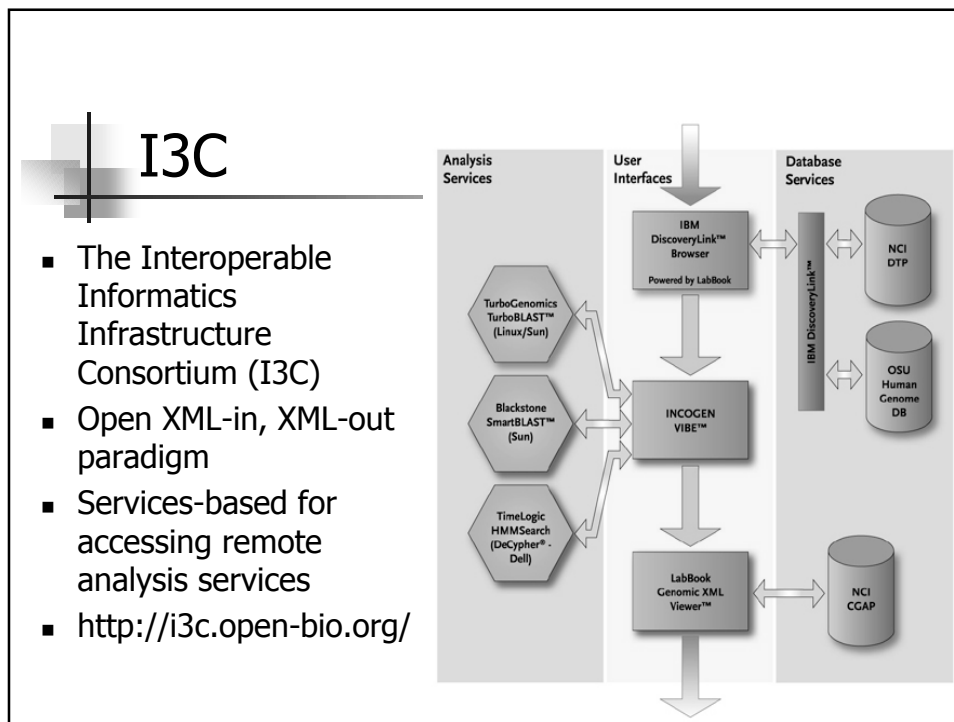 I3C
■ The Interoperable
Informatics
Infrastructure
Consortium (I3C)
■ Open XML-in, XML-out
paradigm
■ Services-based for
accessing remote
analysis services
■ http://i3c.open-bio.org/
Analysis
Services
User
Interfaces
Database
Services
IBM
DiscoveryLink™
Browser
Powered by LabBook
IBM DiscoveryLink™
NCI
DTP
OSU
Human
Genome
DB
TurboGenomics
TurboBLAST™
(Linux/Sun)
Blackstone
SmartBLAST™
(Sun)
TimeLogic
HMMSearch
(DeCypher® -
Dell)
INCOGEN
VIBE™
LabBook
Genomic XML
Viewer™
NCI
CGAP